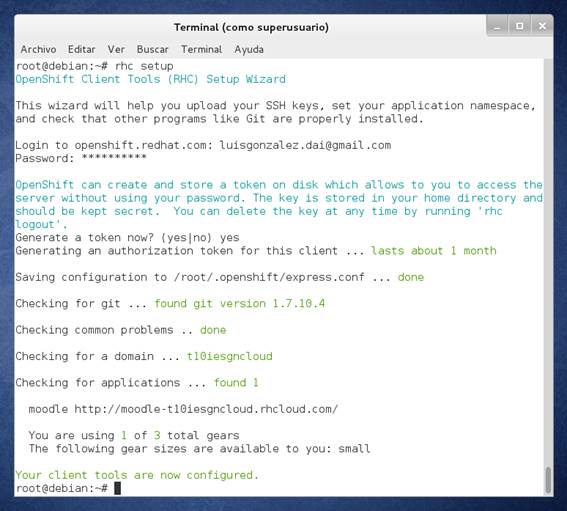 Terminal (como superusuario)
Archivo Editar Ver Buscar Terminal Ayuda
root@debian:~# rhc setup
OpenShift Client Tools (RHC) Setup Wizard
This wizard will help you upload your SSH keys, set your application namespace,
and check that other programs like Git are properly installed.
Login to openshift.redhat.com: luisgonzalez.dai@gmail.com
Password: **********
OpenShift can create and store a token on disk which allows to you to access the
server without using your password. The key is stored in your home directory and
should be kept secret.  You can delete the key at any time by running 'rhc
logout'.
Generate a token now? (yes|no) yes
Generating an authorization token for this client ... lasts about 1 month
Saving configuration to /root/.openshift/express.conf ... done
Checking for git ... found git version 1.7.10.4
Checking common problems .. done
Checking for a domain ... t10iesgncloud
Checking for applications ... found 1
moodle http://moodle-t10iesgncloud.rhcloud.com/
You are using 1 of 3 total gears
The following gear sizes are available to you: small
Your client tools are now configured.
root@debian:~#